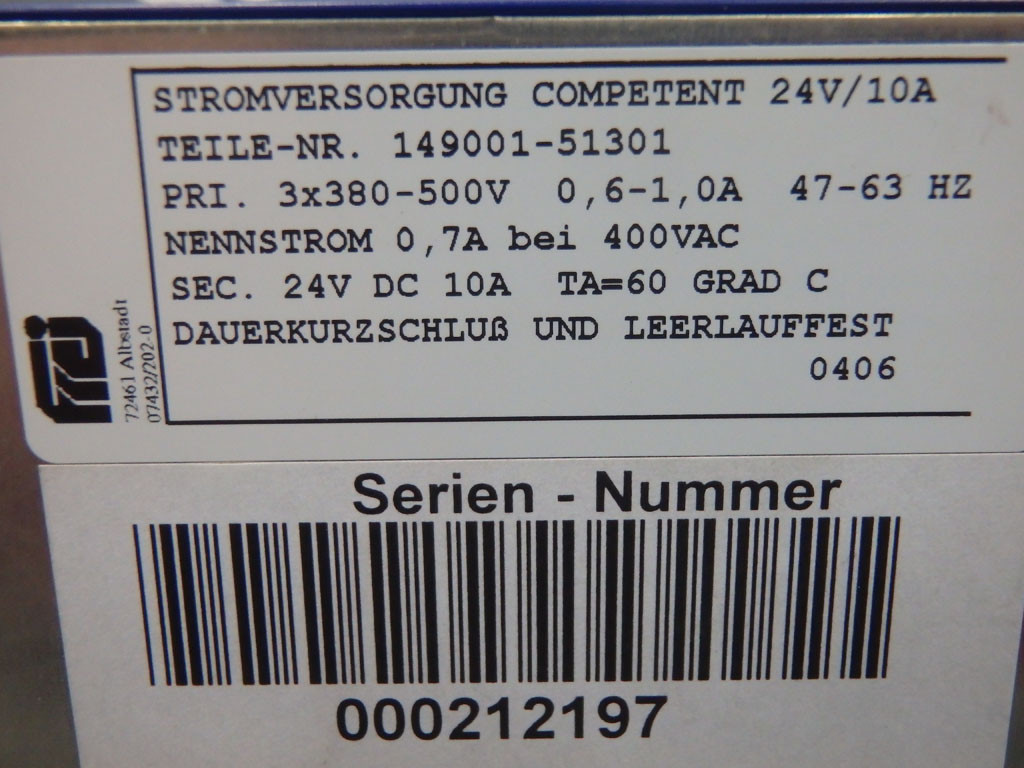 STROMVERSORGUNG COMPETENT 24V/10A
TEILE-NR. 149001-51301
PRI. 3x380-500V 0,6-1,0A 47-63 HZ
NENNSTROM 0,7A bei 400VAC
SEC. 24V DC 10A TA=60 GRAD C
DAUERKURZSCHLUß UND LEERLAUFFEST
0406
72461 Albstadt
07432/202-0
Serien - Nummer
000212197